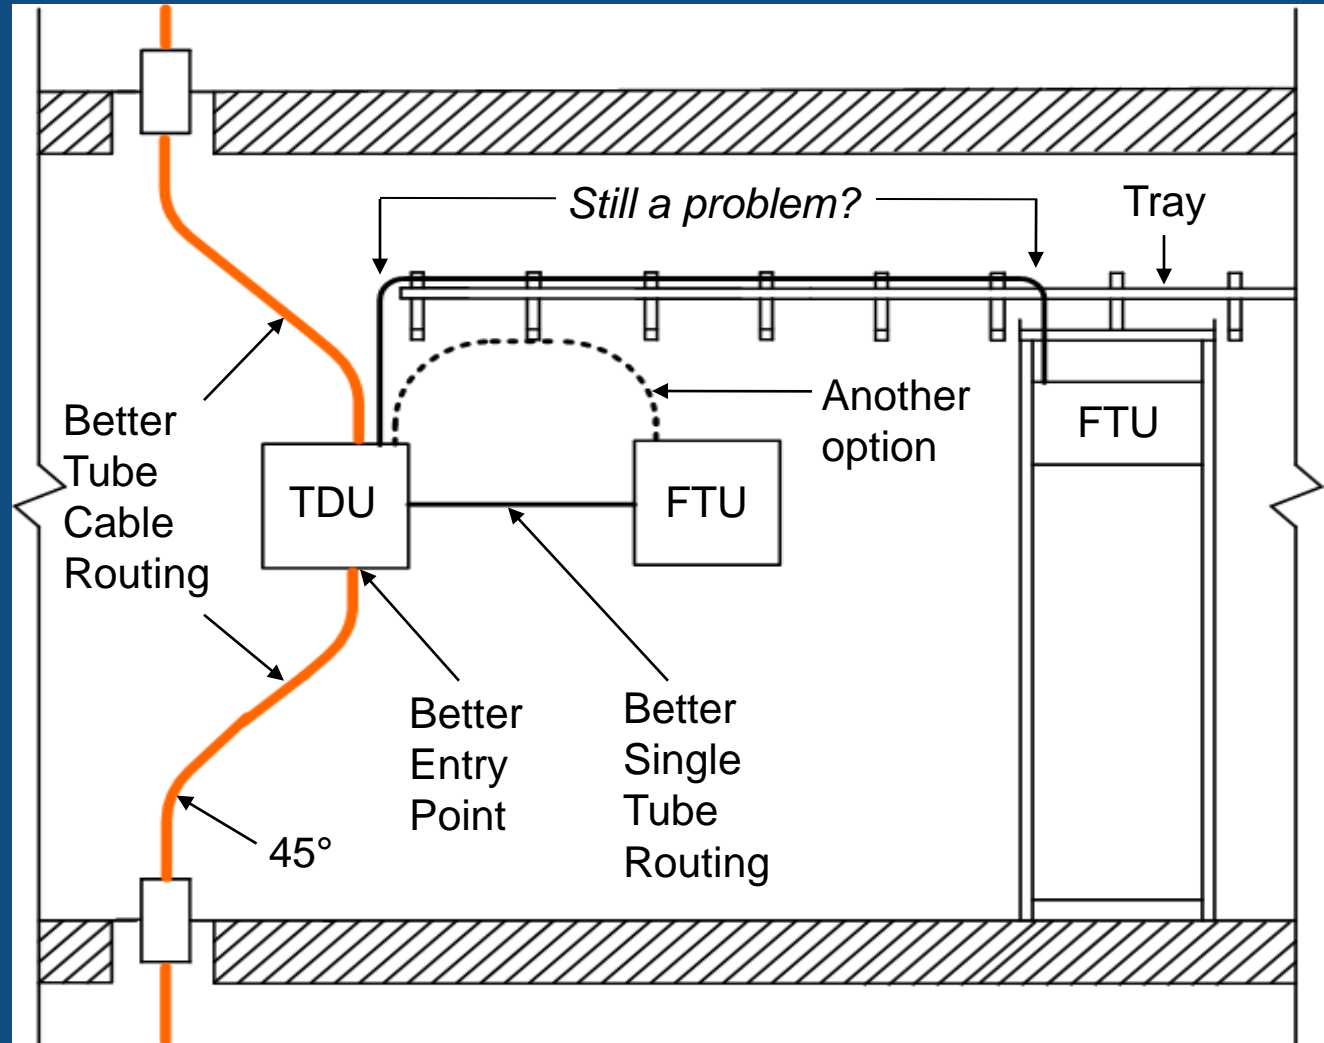 Still a problem?
Tray
Another
option
Better
Tube
Cable
Routing
FTU
TDU
FTU
Better
Entry
Point
Better
Single
Tube
Routing
45°